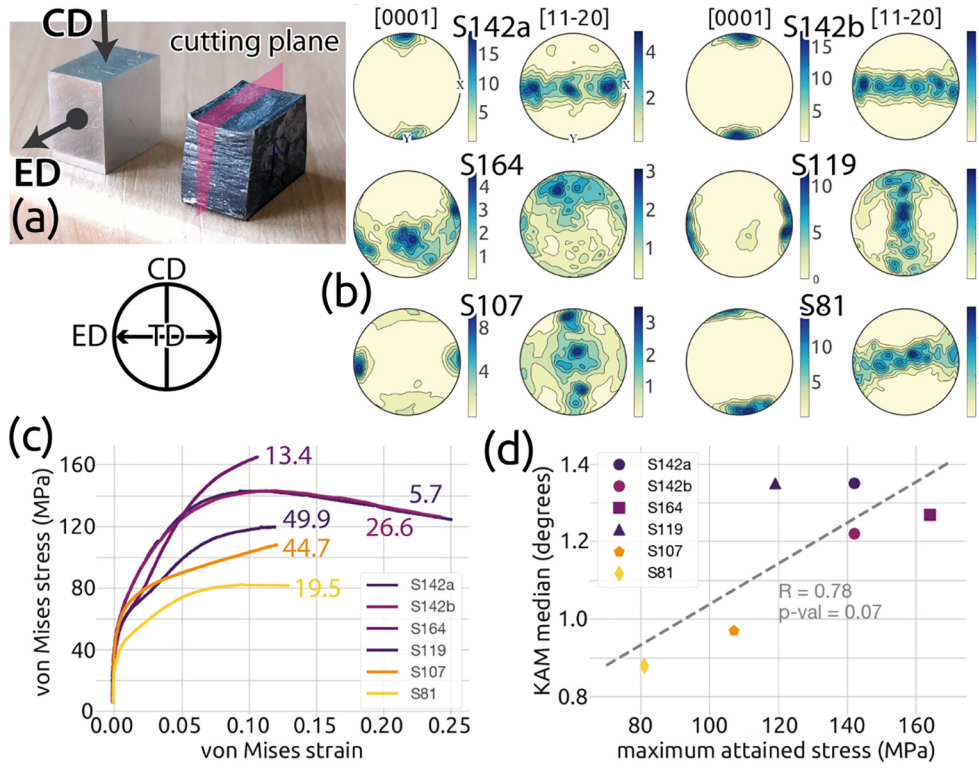 CD
cutting plane
ED
(a)
CD
ED
TD
[0001]
[11-20]
[0001]
[11-20]
S142a
S142b
15
10
5
4
2
X
Y
X
Y
15
10
5
10
5
S164
S119
4
3
2
1
3
2
1
10
5
0
4
2
(b)
S107
S81
8
4
3
2
1
10
5
10
5
(c)
von Mises stress (MPa)
160
120
80
40
0
0.00
0.05
0.10
0.15
0.20
0.25
von Mises strain
13.4
5.7
49.9
26.6
44.7
19.5
S142a
S142b
S164
S119
S107
S81
(d)
KAM median (degrees)
1.4
1.2
1.0
0.8
80
100
120
140
160
maximum attained stress (MPa)
S142a
S142b
S164
S119
S107
S81
R = 0.78
p-val = 0.07